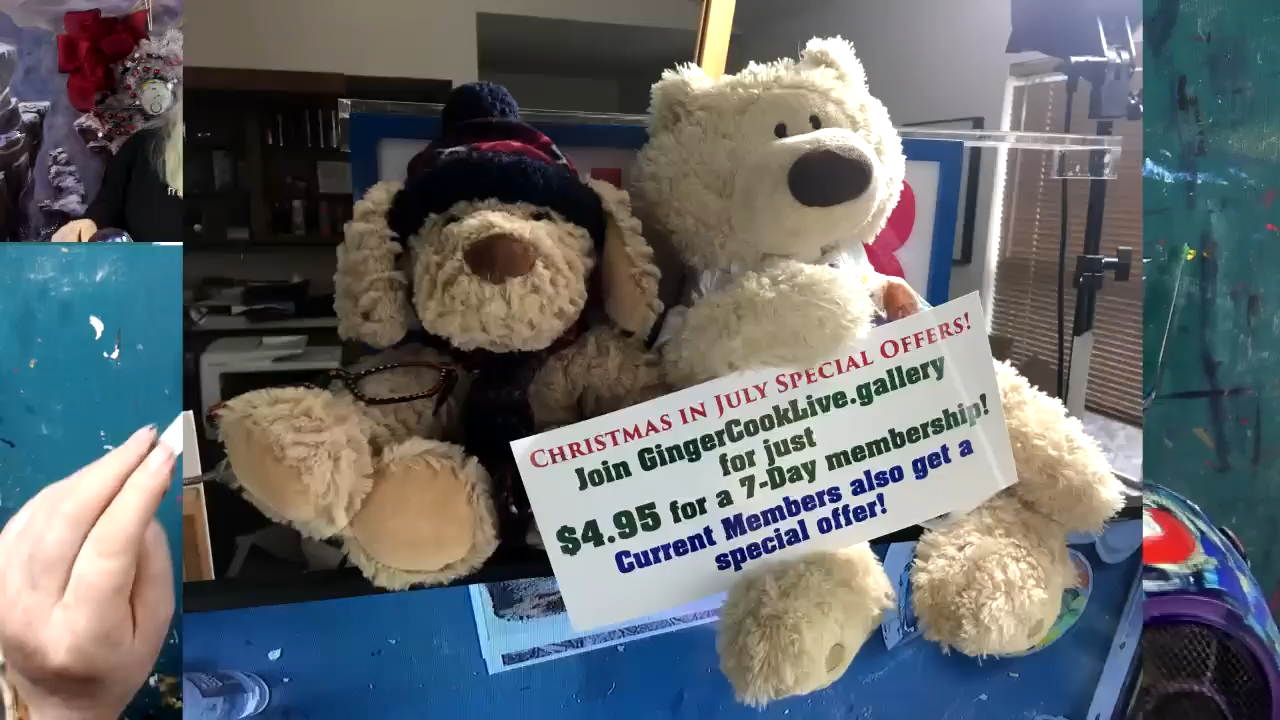 CHRISTMAS IN JULY SPECIAL OFFERS!
Join GingerCookLive.gallery
for just
$4.95 for a 7-Day membership!
Current Members also get a
special offer!